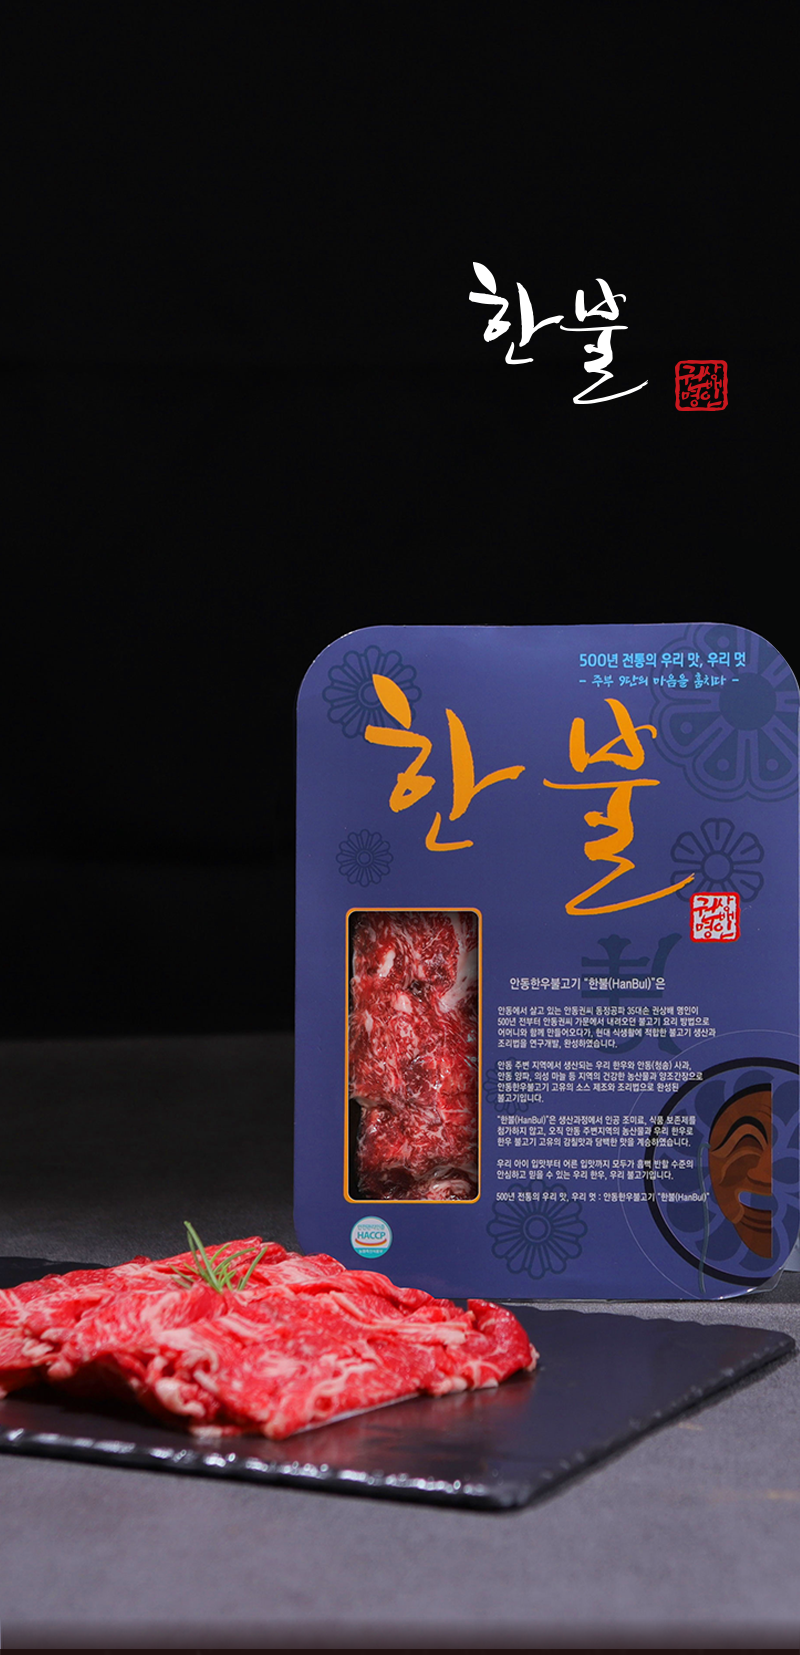 한불
권상배
명인
500년 전통의 우리 맛, 우리 멋
- 주부 9단의 마음을 훔치다 -
한불
권상배
명인
안동한우불고기 "한불(HanBul)"은
안동에서 살고 있는 안동권씨 동정공파 35대손 권상배 명인이
500년 전부터 안동권씨 가문에서 내려오던 불고기 요리 방법으로
어머니와 함께 만들어오다가, 현대 식생활에 적합한 불고기 생산과
조리법을 연구개발, 완성하였습니다.
안동 주변 지역에서 생산되는 우리 한우와 안동(청송) 사과,
안동 양파, 의성 마늘 등 지역의 건강한 농산물과 양조간장으로
안동한우불고기 고유의 소스 제조와 조리법으로 완성된
불고기입니다.
"한불(HanBul)"은 생산과정에서 인공 조미료, 식품 보존제를
첨가하지 않고, 오직 안동 주변지역의 농산물과 우리 한우로
한우 불고기 고유의 감칠맛과 담백한 맛을 계승하였습니다.
우리 아이 입맛부터 어른 입맛까지 모두가 흠뻑 반할 수준의
안심하고 믿을 수 있는 우리 한우, 우리 불고기입니다.
500년 전통의 우리 맛, 우리 멋 : 안동한우불고기 "한불(HanBul)"
HACCP